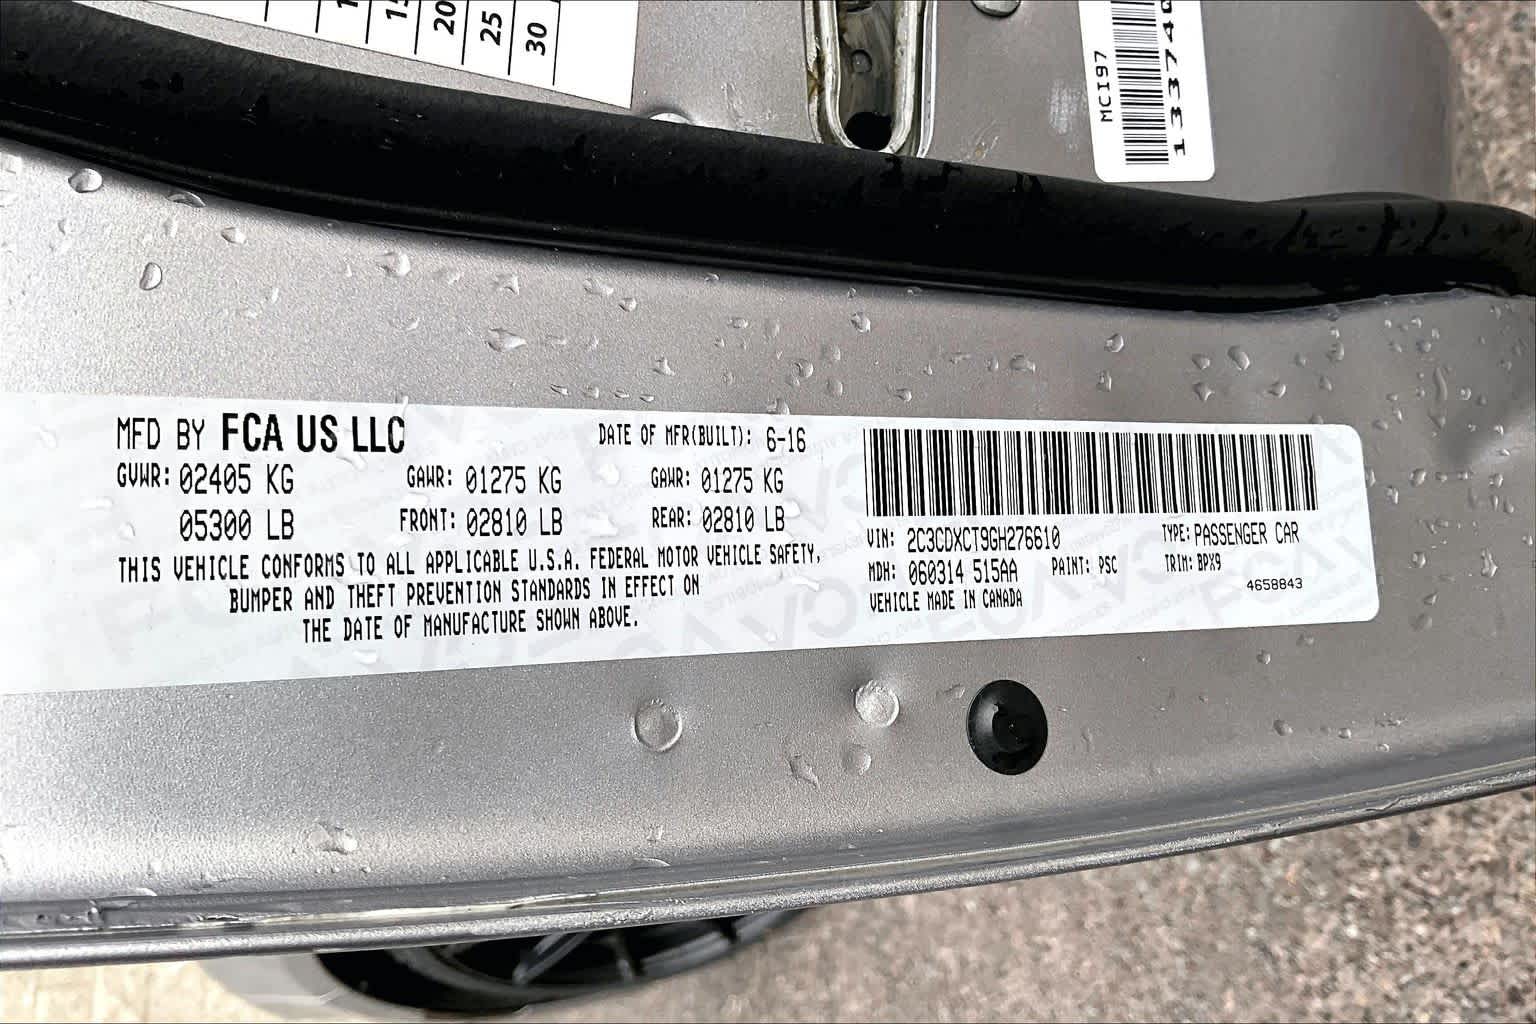 15
20
25
30
MCI97
133740
MFD BY FCA US LLC
DATE OF MFR(BUILT): 6-16
GVWR: 02405 KG GAWR: 01275 KG GAWR: 01275 KG
05300 LB FRONT: 02810 LB REAR: 02810 LB
THIS VEHICLE CONFORMS TO ALL APPLICABLE U.S.A. FEDERAL MOTOR VEHICLE SAFETY,
BUMPER AND THEFT PREVENTION STANDARDS IN EFFECT ON
THE DATE OF MANUFACTURE SHOWN ABOVE.
VIN: 2C3CDXCT9GH276610 TYPE: PASSENGER CAR
MDH: 060314 515AA PAINT: PSC TRIM: BPX9
VEHICLE MADE IN CANADA 4658843